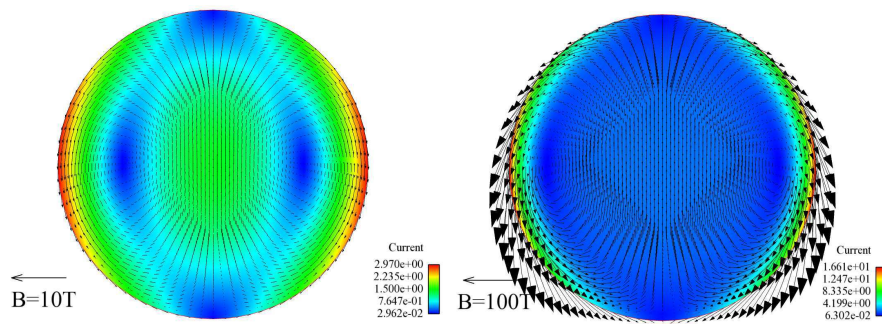 Current
2.970e+00
2.235e+00
1.500e+00
7.647e-01
2.962e-02
B=10T
Current
1.661e+01
1.247e+01
8.335e+00
4.199e+00
6.302e-02
B=100T